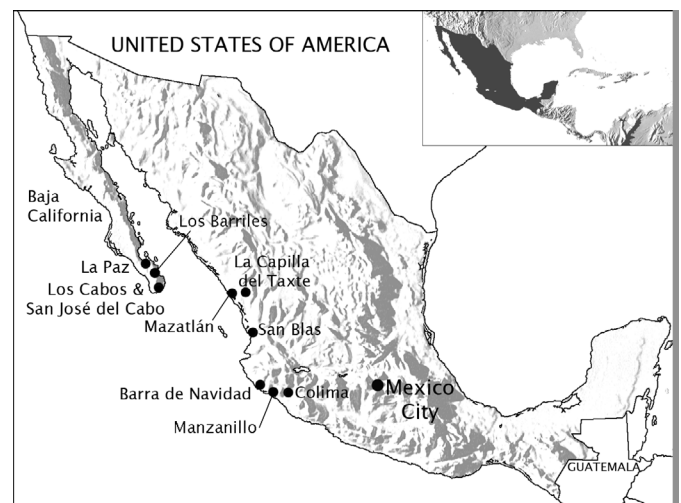 UNITED STATES OF AMERICA
Baja
California
Los Barriles
La Paz
La Capilla
del Taxte
Los Cabos &
San José del Cabo
Mazatlán
San Blas
Barra de Navidad
Colima
Mexico
City
Manzanillo
GUATEMALA